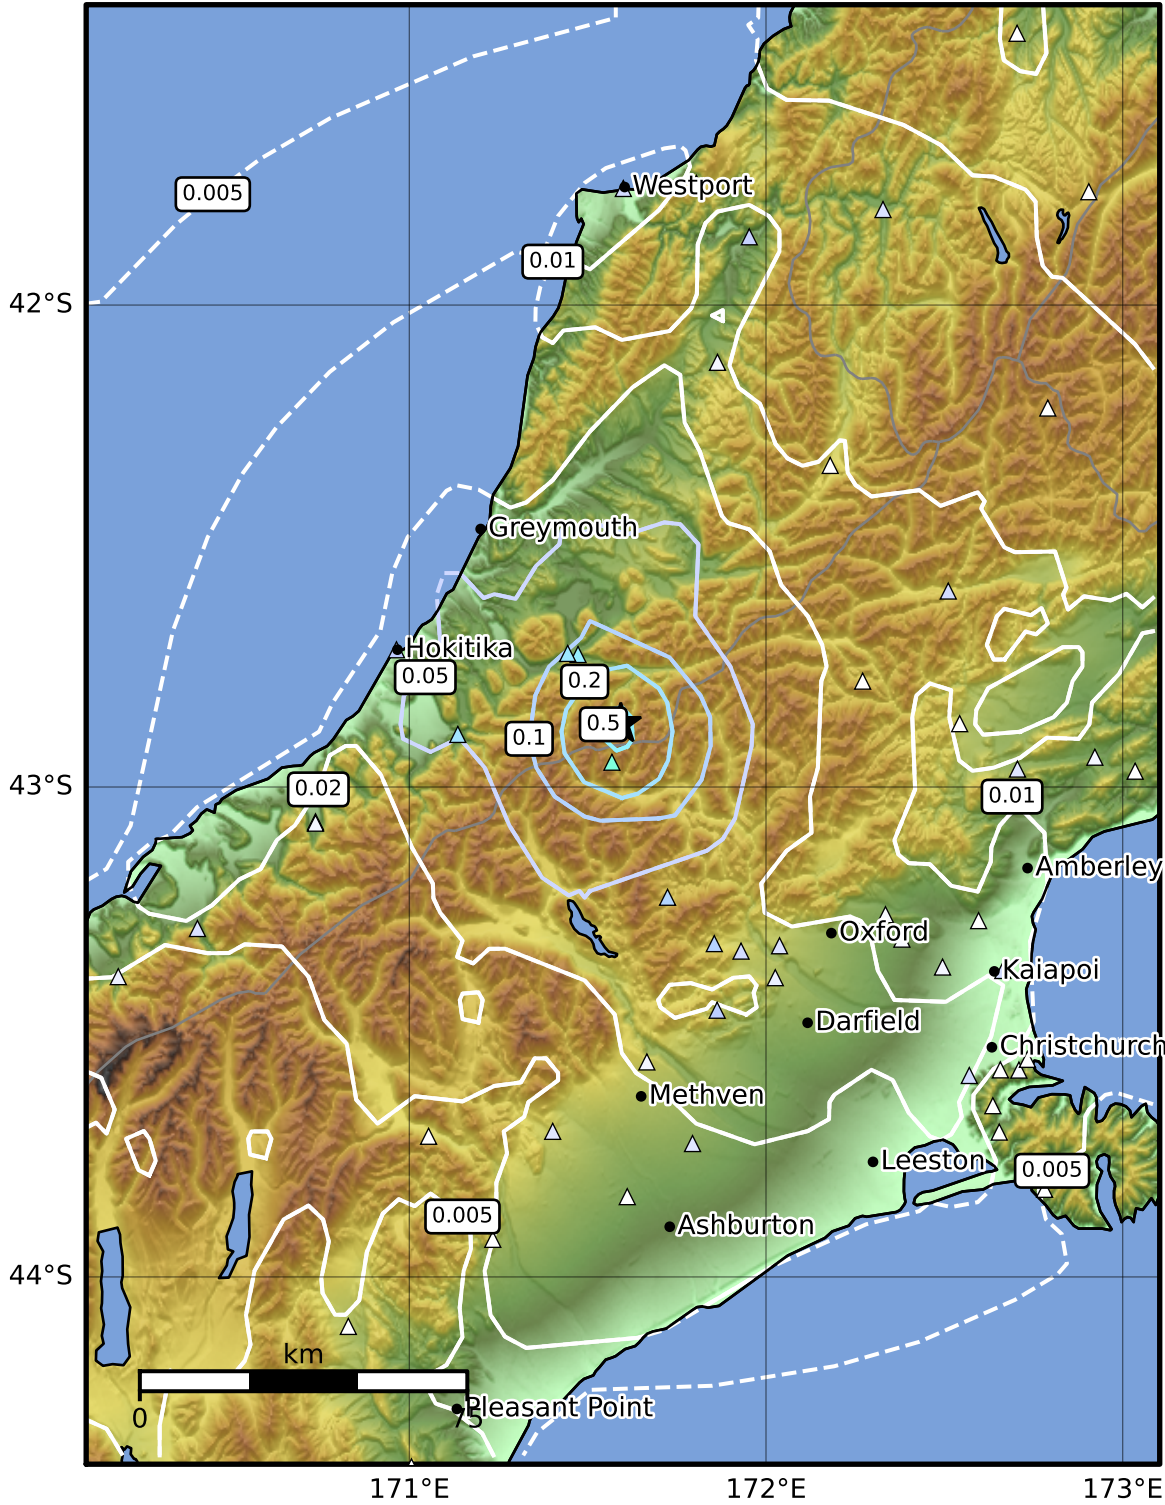 Westport
0.005
0.01
42°S
Greymouth
Hokitika
0.05
0.2
0.5
0.1
43°S
0.02
0.01
Amberley
Oxford
Kaiapoi
Darfield
Christchurch
Methven
Leeston
0.005
0.005
Ashburton
44°S
km
0
75
Pleasant Point
171°E
172°E
173°E